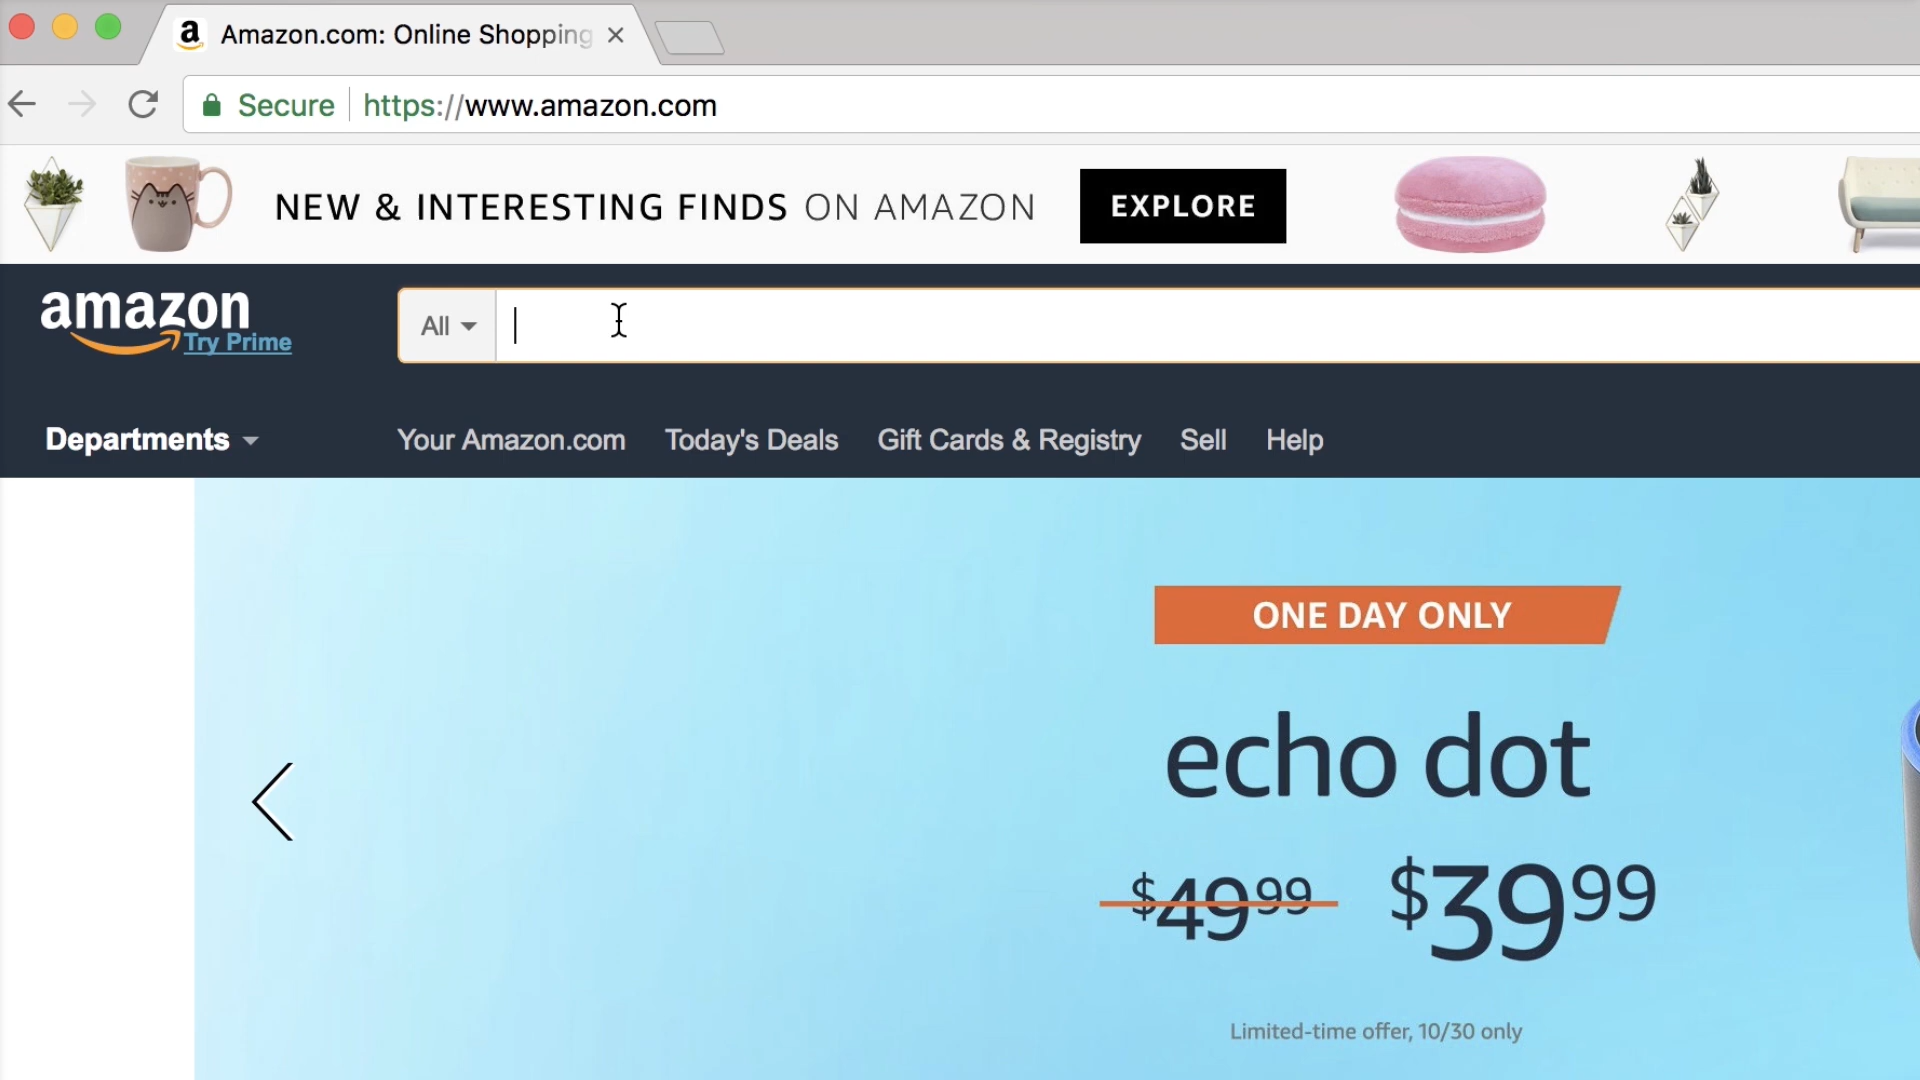 Amazon.com: Online Shopping
Secure https://www.amazon.com
NEW & INTERESTING FINDS ON AMAZON
EXPLORE
amazon
Try Prime
All
Departments
Your Amazon.com
Today's Deals
Gift Cards & Registry
Sell
Help
ONE DAY ONLY
echo dot
$49.99 $39.99
Limited-time offer, 10/30 only